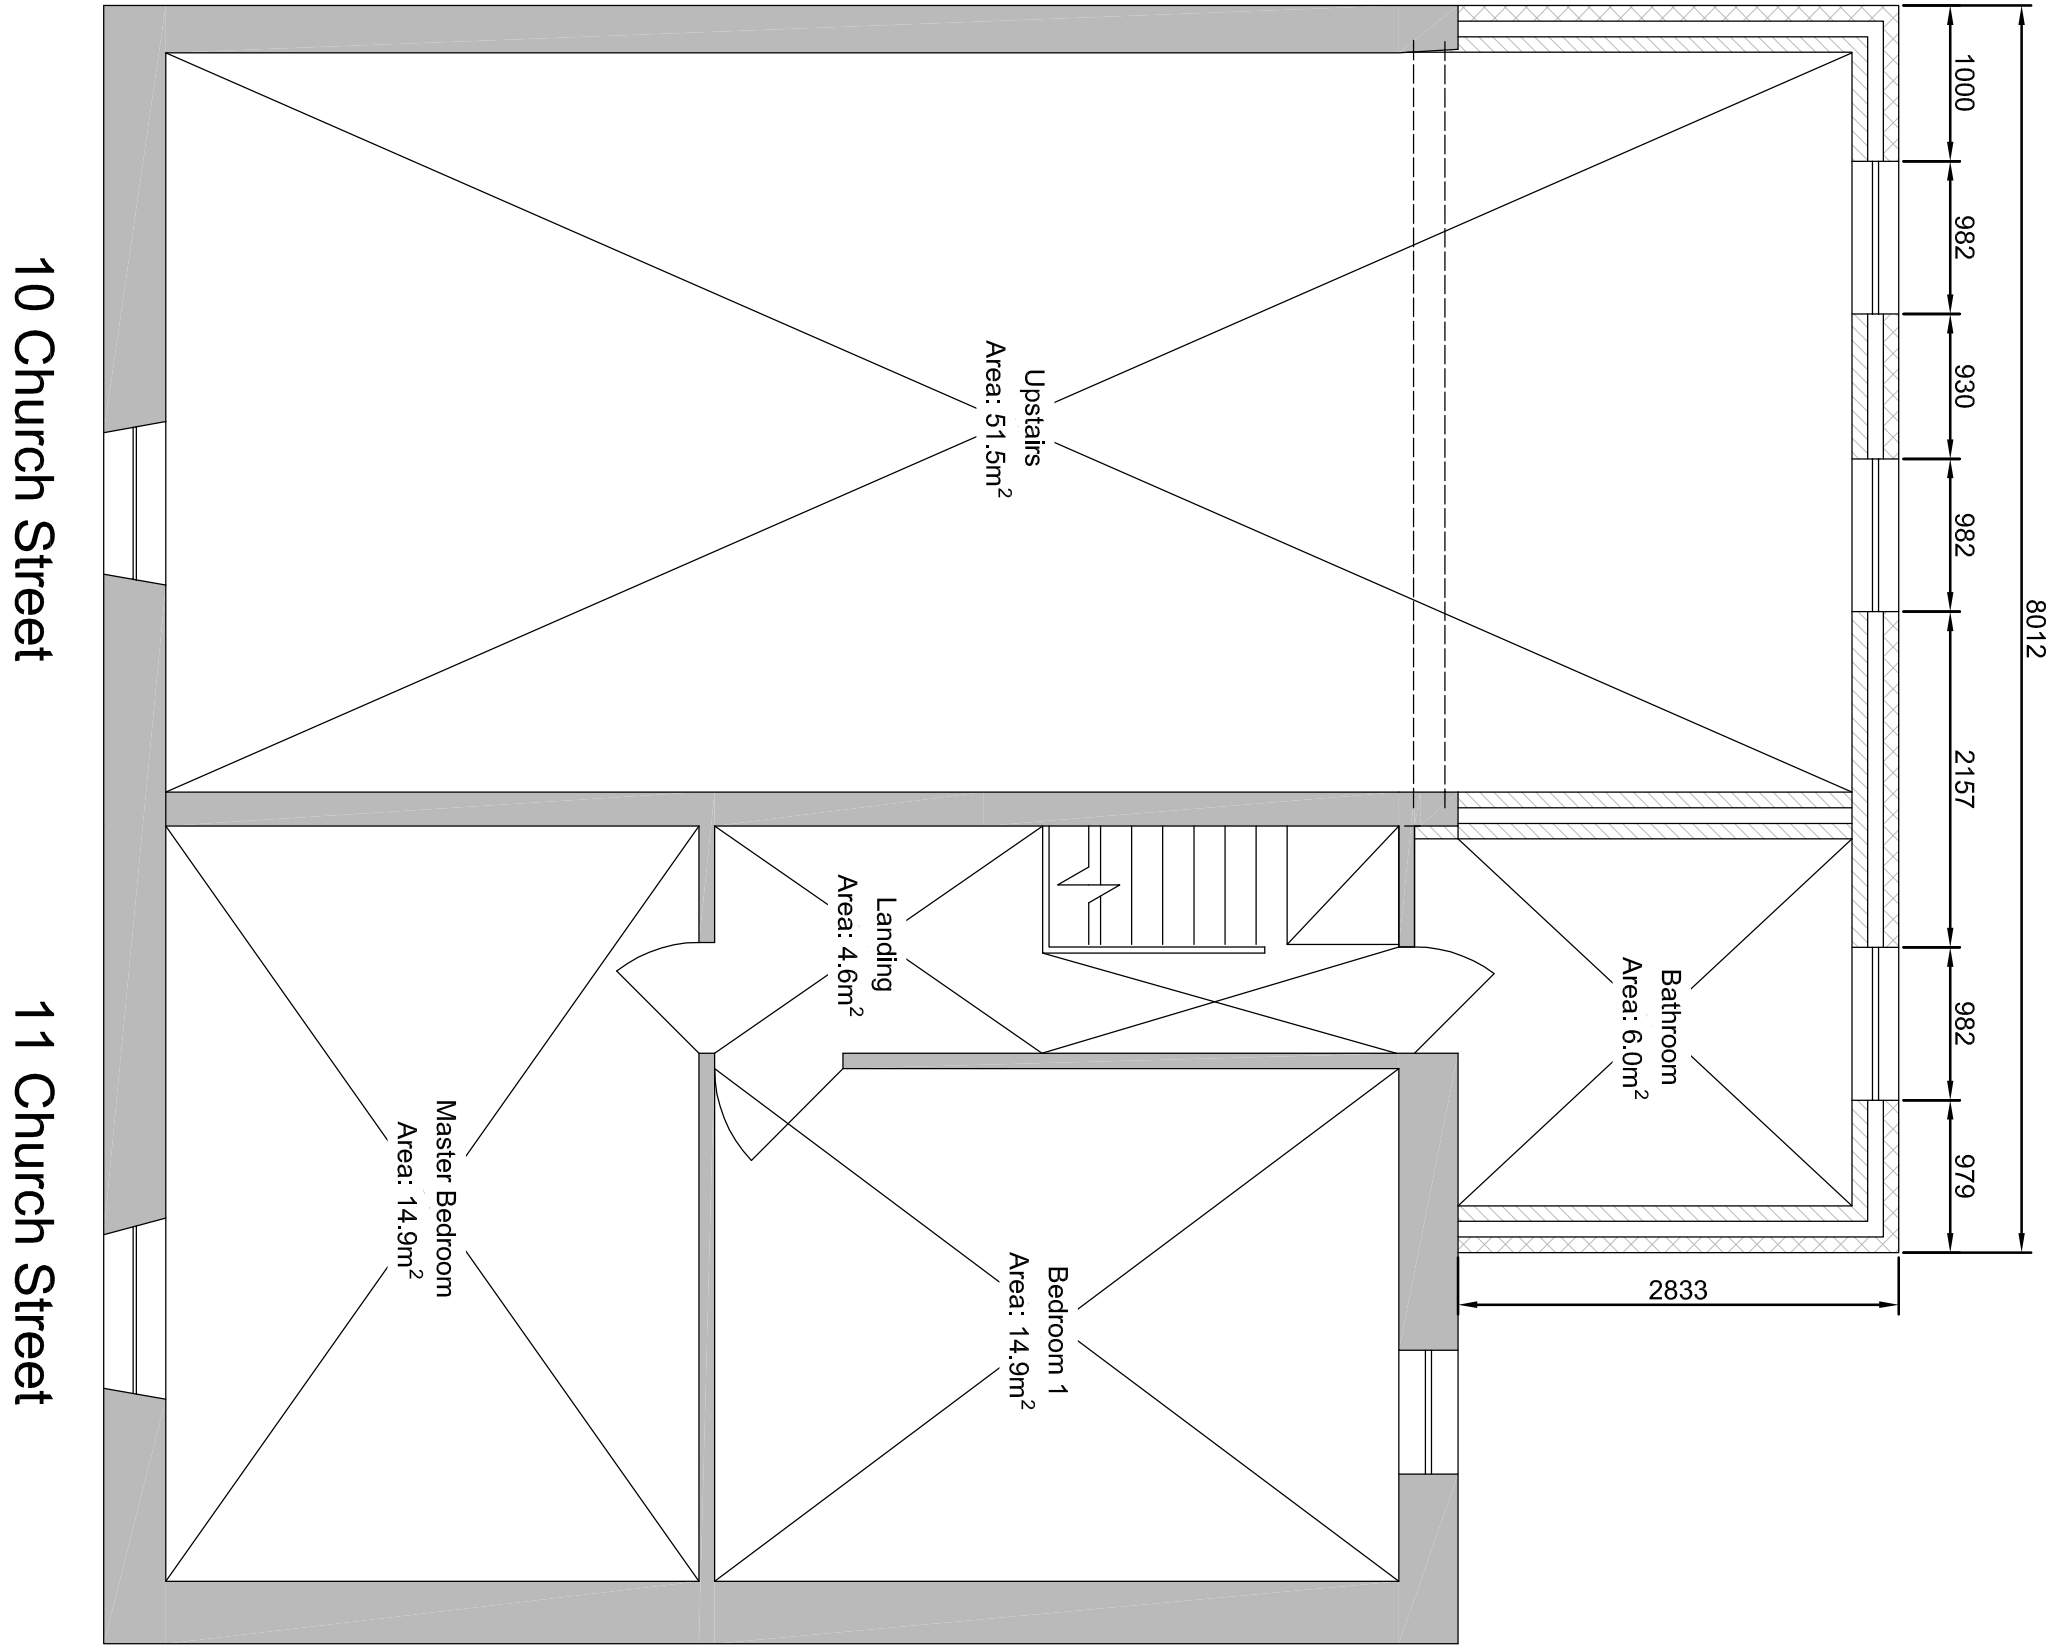 8012
1000
982
930
982
2157
982
979
2833
Upstairs
Area: 51.5m²
Bathroom
Area: 6.0m²
Landing
Area: 4.6m²
Bedroom 1
Area: 14.9m²
Master Bedroom
Area: 14.9m²
10 Church Street
11 Church Street